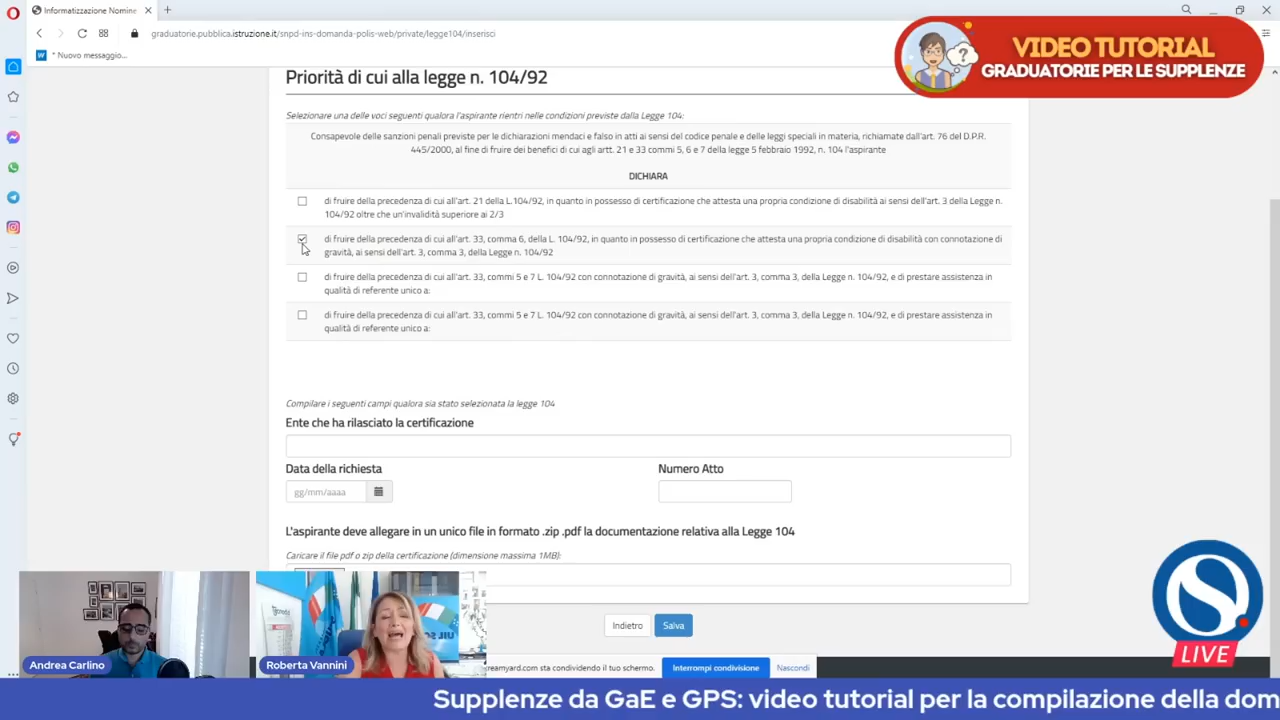 Informatizzazione Nomine
graduatorie.pubblica.istruzione.it/snpd-ins-domanda-polis-web/private/legge104/inserisci
* Nuovo messaggio...
VIDEO TUTORIAL
GRADUATORIE PER LE SUPPLENZE
Priorità di cui alla legge n. 104/92
Selezionare una delle voci seguenti qualora l'aspirante rientri nelle condizioni previste dalla Legge 104:
Consapevole delle sanzioni penali previste per le dichiarazioni mendaci e falso in atti ai sensi del codice penale e delle leggi speciali in materia, richiamate dall'art. 76 del D.P.R.
445/2000, al fine di fruire dei benefici di cui agli artt. 21 e 33 commi 5, 6 e 7 della legge 5 febbraio 1992, n. 104 l'aspirante
DICHIARA
di fruire della precedenza di cui all'art. 21 della L.104/92, in quanto in possesso di certificazione che attesta una propria condizione di disabilità ai sensi dell'art. 3 della Legge n.
104/92 oltre che un'invalidità superiore ai 2/3
di fruire della precedenza di cui all'art. 33, comma 6, della L. 104/92, in quanto in possesso di certificazione che attesta una propria condizione di disabilità con connotazione di
gravità, ai sensi dell'art. 3, comma 3, della Legge n. 104/92
di fruire della precedenza di cui all'art. 33, commi 5 e 7 L. 104/92 con connotazione di gravità, ai sensi dell'art. 3, comma 3, della Legge n. 104/92, e di prestare assistenza in
qualità di referente unico a:
di fruire della precedenza di cui all'art. 33, commi 5 e 7 L. 104/92 con connotazione di gravità, ai sensi dell'art. 3, comma 3, della Legge n. 104/92, e di prestare assistenza in
qualità di referente unico a:
Compilare i seguenti campi qualora sia stato selezionata la legge 104
Ente che ha rilasciato la certificazione
Data della richiesta
Numero Atto
gg/mm/aaaa
L'aspirante deve allegare in un unico file in formato .zip .pdf la documentazione relativa alla Legge 104
Caricare il file pdf o zip della certificazione (dimensione massima 1MB):
Indietro
Salva
Andrea Carlino
Roberta Vannini
reamyard.com sta condividendo il tuo schermo.
Interrompi condivisione
Nascondi
LIVE
Supplenze da GaE e GPS: video tutorial per la compilazione della dom